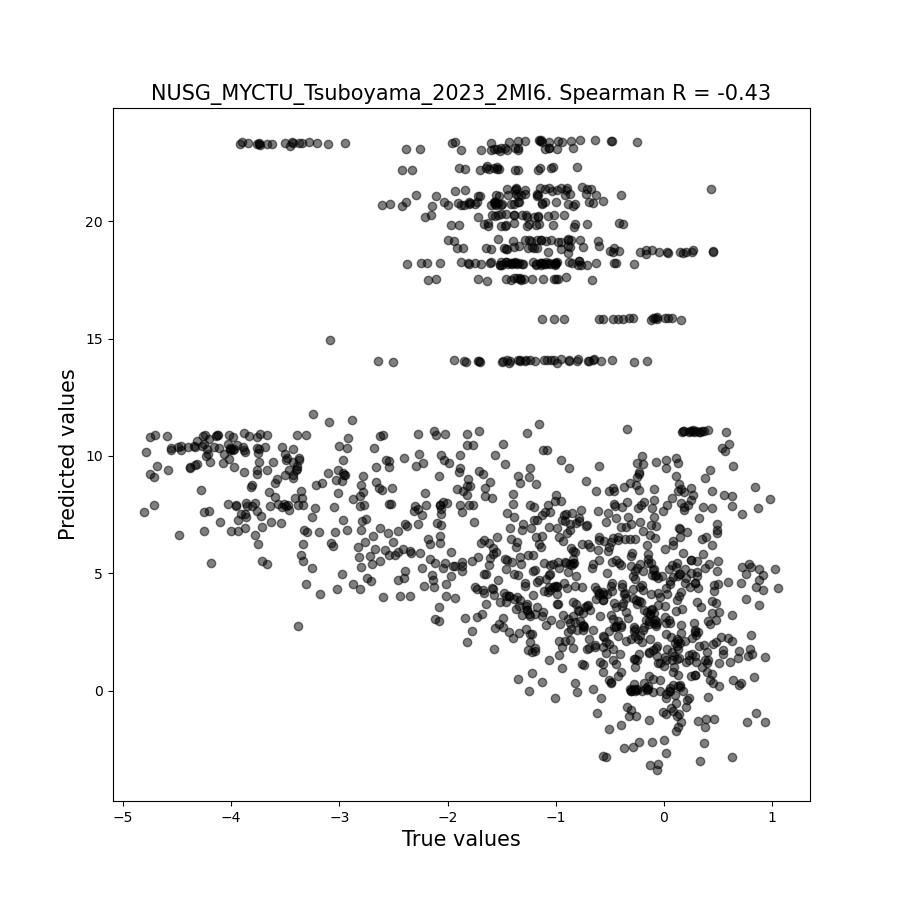 NUSG_MYCTU_Tsuboyama_2023_2MI6. Spearman R = -0.43
20
15
10
5
0
Predicted values
−5 −4 −3 −2 −1 0 1
True values